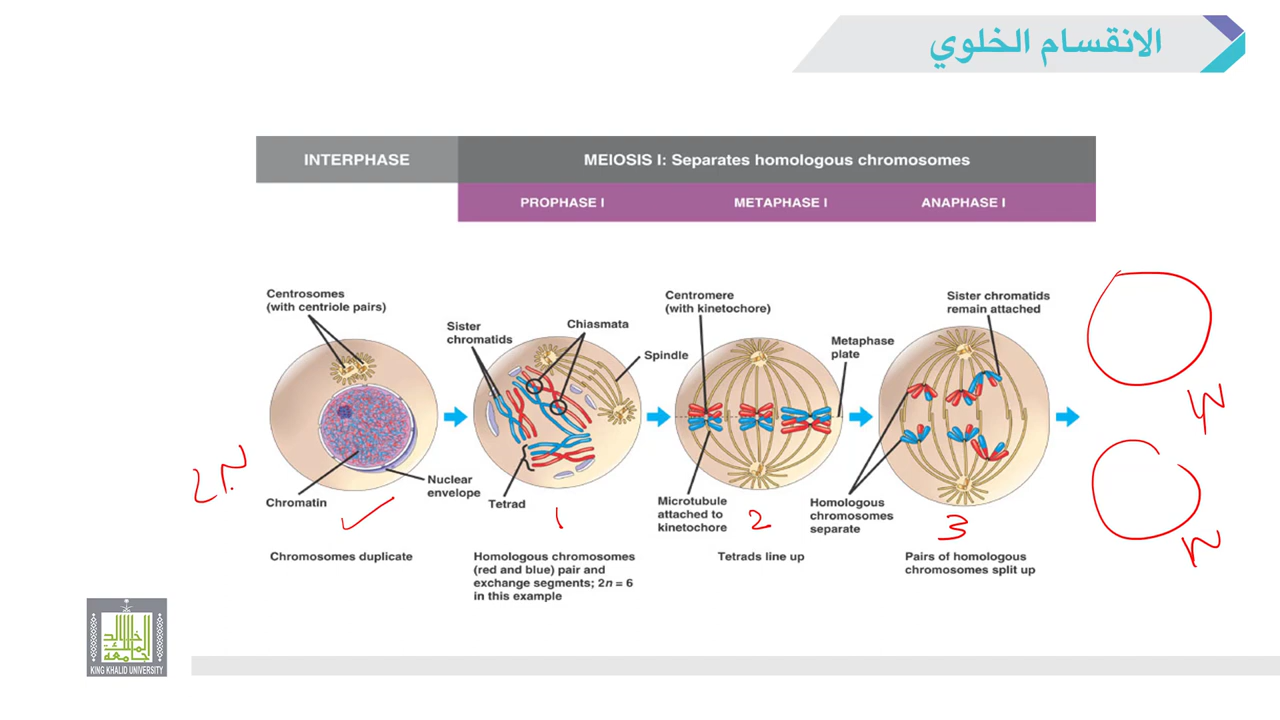 الانقسام الخلوي
INTERPHASE
MEIOSIS I: Separates homologous chromosomes
PROPHASE I
METAPHASE I
ANAPHASE I
Centrosomes
(with centriole pairs)
Sister
chromatids
Chiasmata
Spindle
Centromere
(with kinetochore)
Metaphase
plate
Sister chromatids
remain attached
2N
N
Chromatin
Nuclear
envelope
Tetrad
Microtubule
attached to
kinetochore
Homologous
chromosomes
separate
1
2
3
N
Chromosomes duplicate
Homologous chromosomes
(red and blue) pair and
exchange segments; 2n = 6
in this example
Tetrads line up
Pairs of homologous
chromosomes split up
جامعة الملك خالد
KING KHALID UNIVERSITY